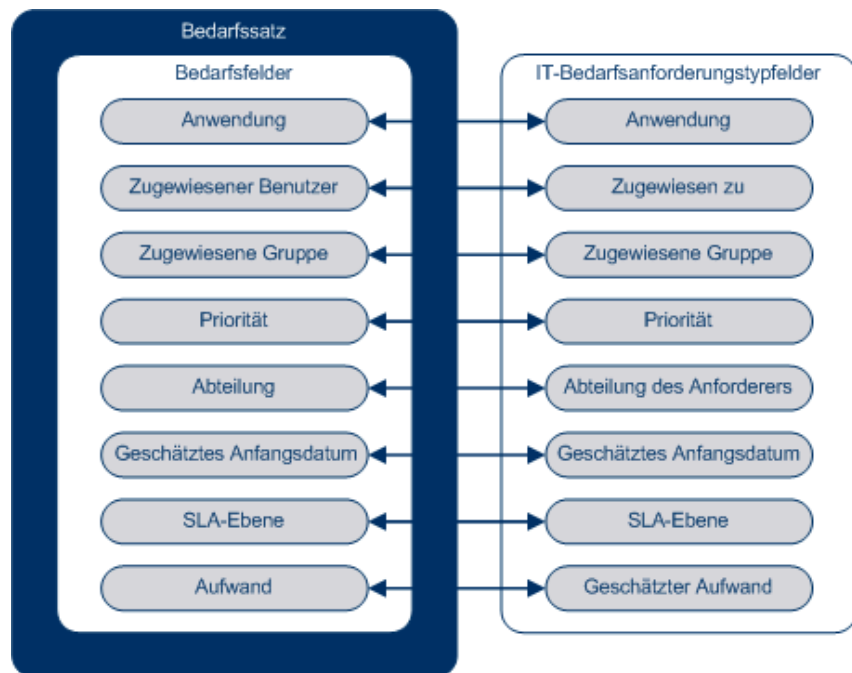 Bedarfssatz
Bedarfsfelder
IT-Bedarfsanforderungstypfelder
Anwendung
Anwendung
Zugewiesener Benutzer
Zugewiesen zu
Zugewiesene Gruppe
Zugewiesene Gruppe
Priorität
Priorität
Abteilung
Abteilung des Anforderers
Geschätztes Anfangsdatum
Geschätztes Anfangsdatum
SLA-Ebene
SLA-Ebene
Aufwand
Geschätzter Aufwand